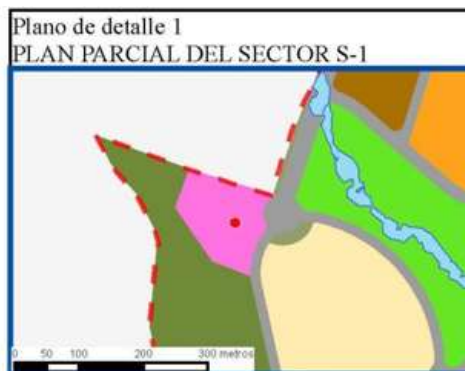 Plano de detalle 1
PLAN PARCIAL DEL SECTOR S-1
0 50 100 200 300 metros